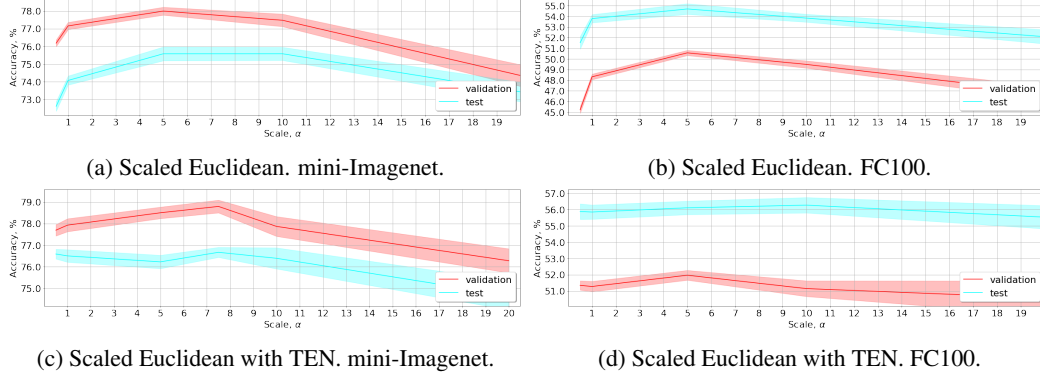 78.0
77.0
76.0
75.0
74.0
73.0
Accuracy, %
1 2 3 4 5 6 7 8 9 10 11 12 13 14 15 16 17 18 19
Scale, α
validation
test
(a) Scaled Euclidean. mini-Imagenet.
55.0
54.0
53.0
52.0
51.0
50.0
49.0
48.0
47.0
46.0
45.0
Accuracy, %
1 2 3 4 5 6 7 8 9 10 11 12 13 14 15 16 17 18 19
Scale, α
validation
test
(b) Scaled Euclidean. FC100.
79.0
78.0
77.0
76.0
75.0
Accuracy, %
1 2 3 4 5 6 7 8 9 10 11 12 13 14 15 16 17 18 19 20
Scale, α
validation
test
(c) Scaled Euclidean with TEN. mini-Imagenet.
57.0
56.0
55.0
54.0
53.0
52.0
51.0
Accuracy, %
1 2 3 4 5 6 7 8 9 10 11 12 13 14 15 16 17 18 19
Scale, α
validation
test
(d) Scaled Euclidean with TEN. FC100.